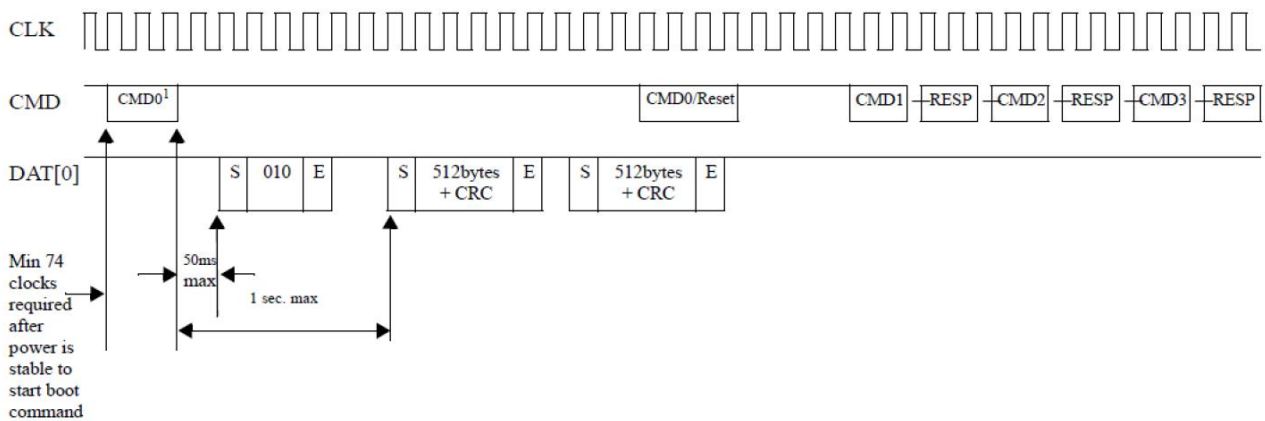 CLK
CMD
CMD0¹
CMD0/Reset
CMD1
RESP
CMD2
RESP
CMD3
RESP
DAT[0]
S
010
E
S
512bytes
+ CRC
E
S
512bytes
+ CRC
E
Min 74
clocks
required
after
power is
stable to
start boot
command
50ms
max
1 sec. max